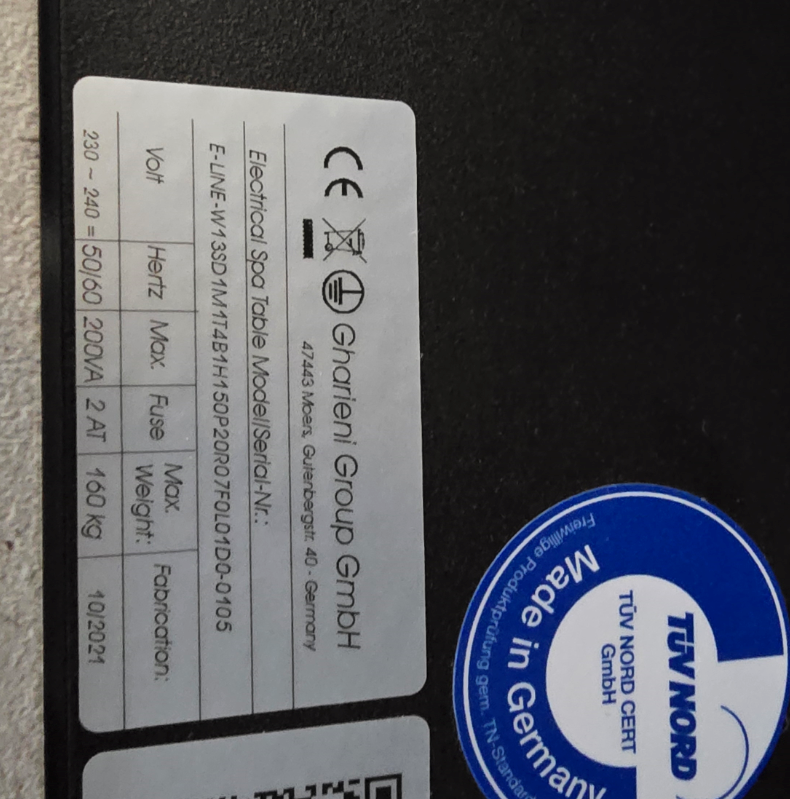 CE
Gharieni Group GmbH
47443 Moers, Gutenbergstr. 40 - Germany
Electrical Spa Table Model/Serial-Nr.:
E-LINE-W13SD1M1T4B1H150P20R07F0L01D0-0105
Volt Hertz Max. Fuse Max. Weight: Fabrication:
230 ~ 240 = 50/60 200VA 2 AT 160 kg 10/2021
TÜV NORD
TÜV NORD CERT
GmbH
Made in Germany
Freiwillige Produktprüfung gem. TN-Standard